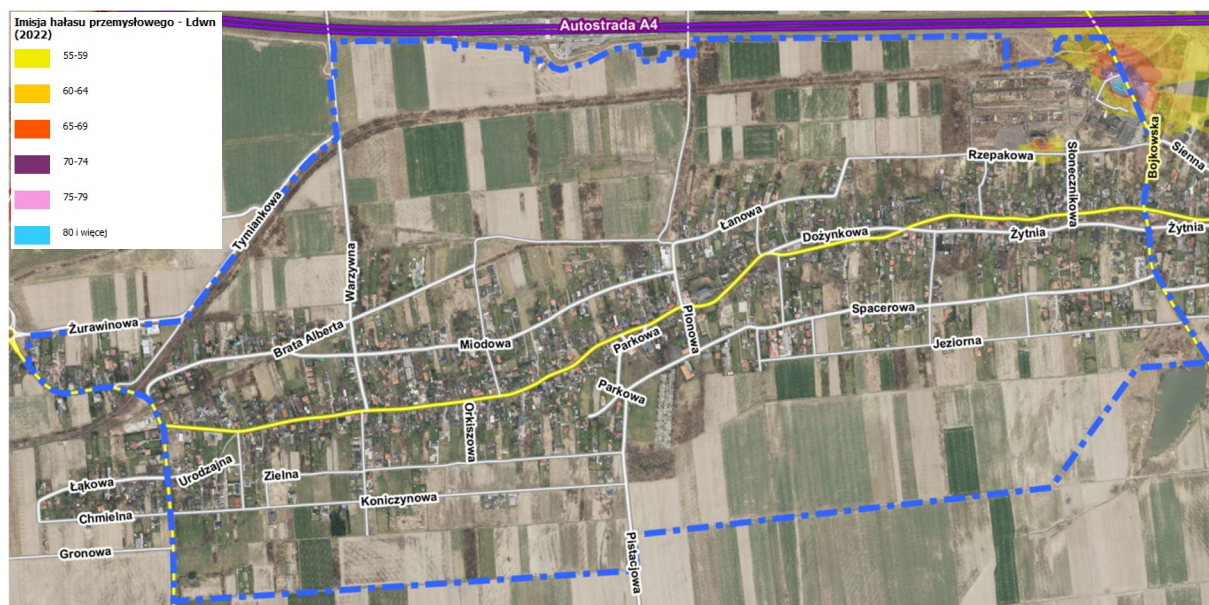 Imisja hałasu przemysłowego - Ldwn
(2022)
55-59
60-64
65-69
70-74
75-79
80 i więcej
Autostrada A4
Bojkowska
Sienna
Rzepakowa
Słonecznikowa
Tymiankowa
Łanowa
Dożynkowa
Żytnia
Żytnia
Warzywna
Żurawinowa
Brata Alberta
Miodowa
Parkowa
Plonowa
Spacerowa
Jeziorna
Parkowa
Orkiszowa
Urodzajna
Zielna
Łąkowa
Koniczynowa
Chmielna
Gronowa
Pistacjowa